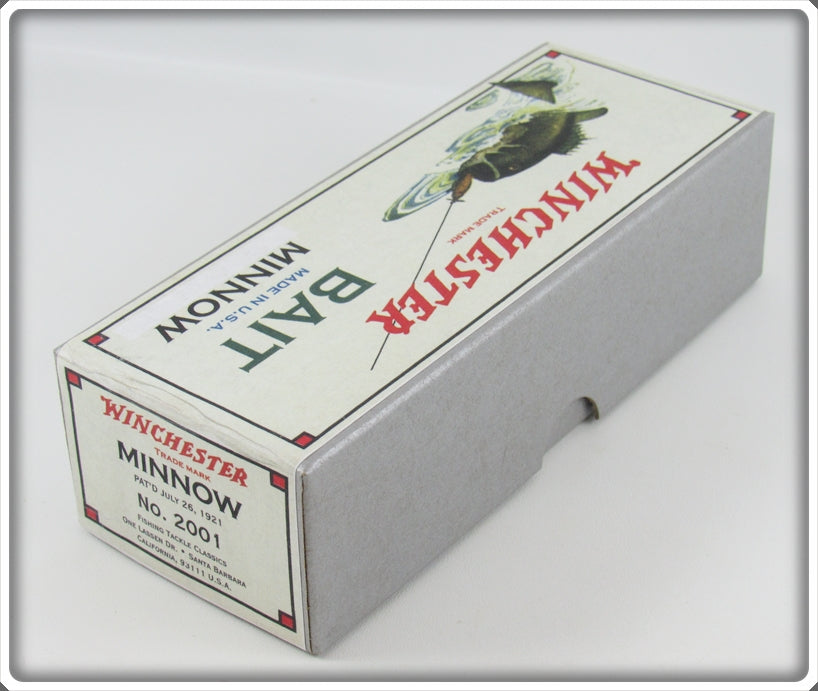 WINCHESTER
TRADE MARK
BAIT
MADE IN U.S.A.
MINNOW
WINCHESTER
TRADE MARK
MINNOW
PAT'D JULY 26, 1921
No. 2001
FISHING TACKLE CLASSICS
ONE LASSEN DR. • SANTA BARBARA
CALIFORNIA, 93111 U.S.A.